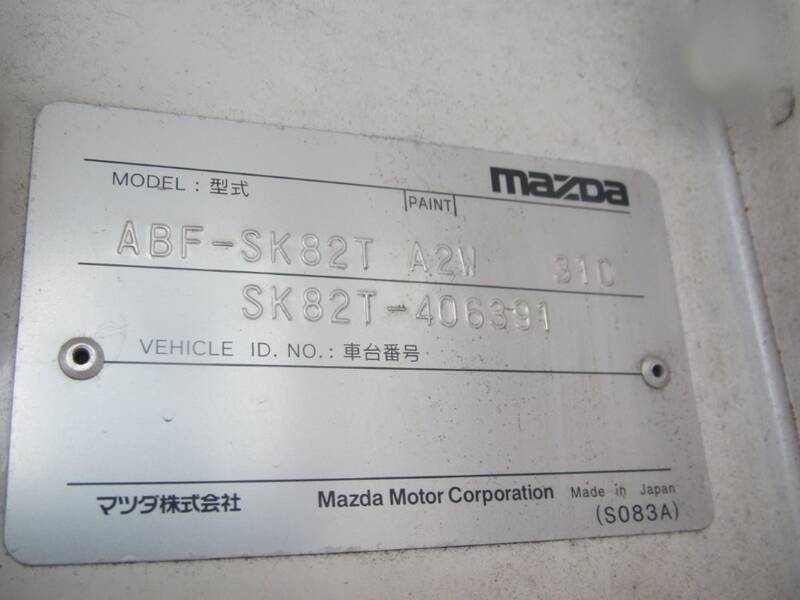 mazda
MODEL : 型式 PAINT
ABF-SK82T A2W 31C
SK82T-406391
VEHICLE ID. NO. : 車台番号
マツダ株式会社 Mazda Motor Corporation Made in Japan
(S083A)